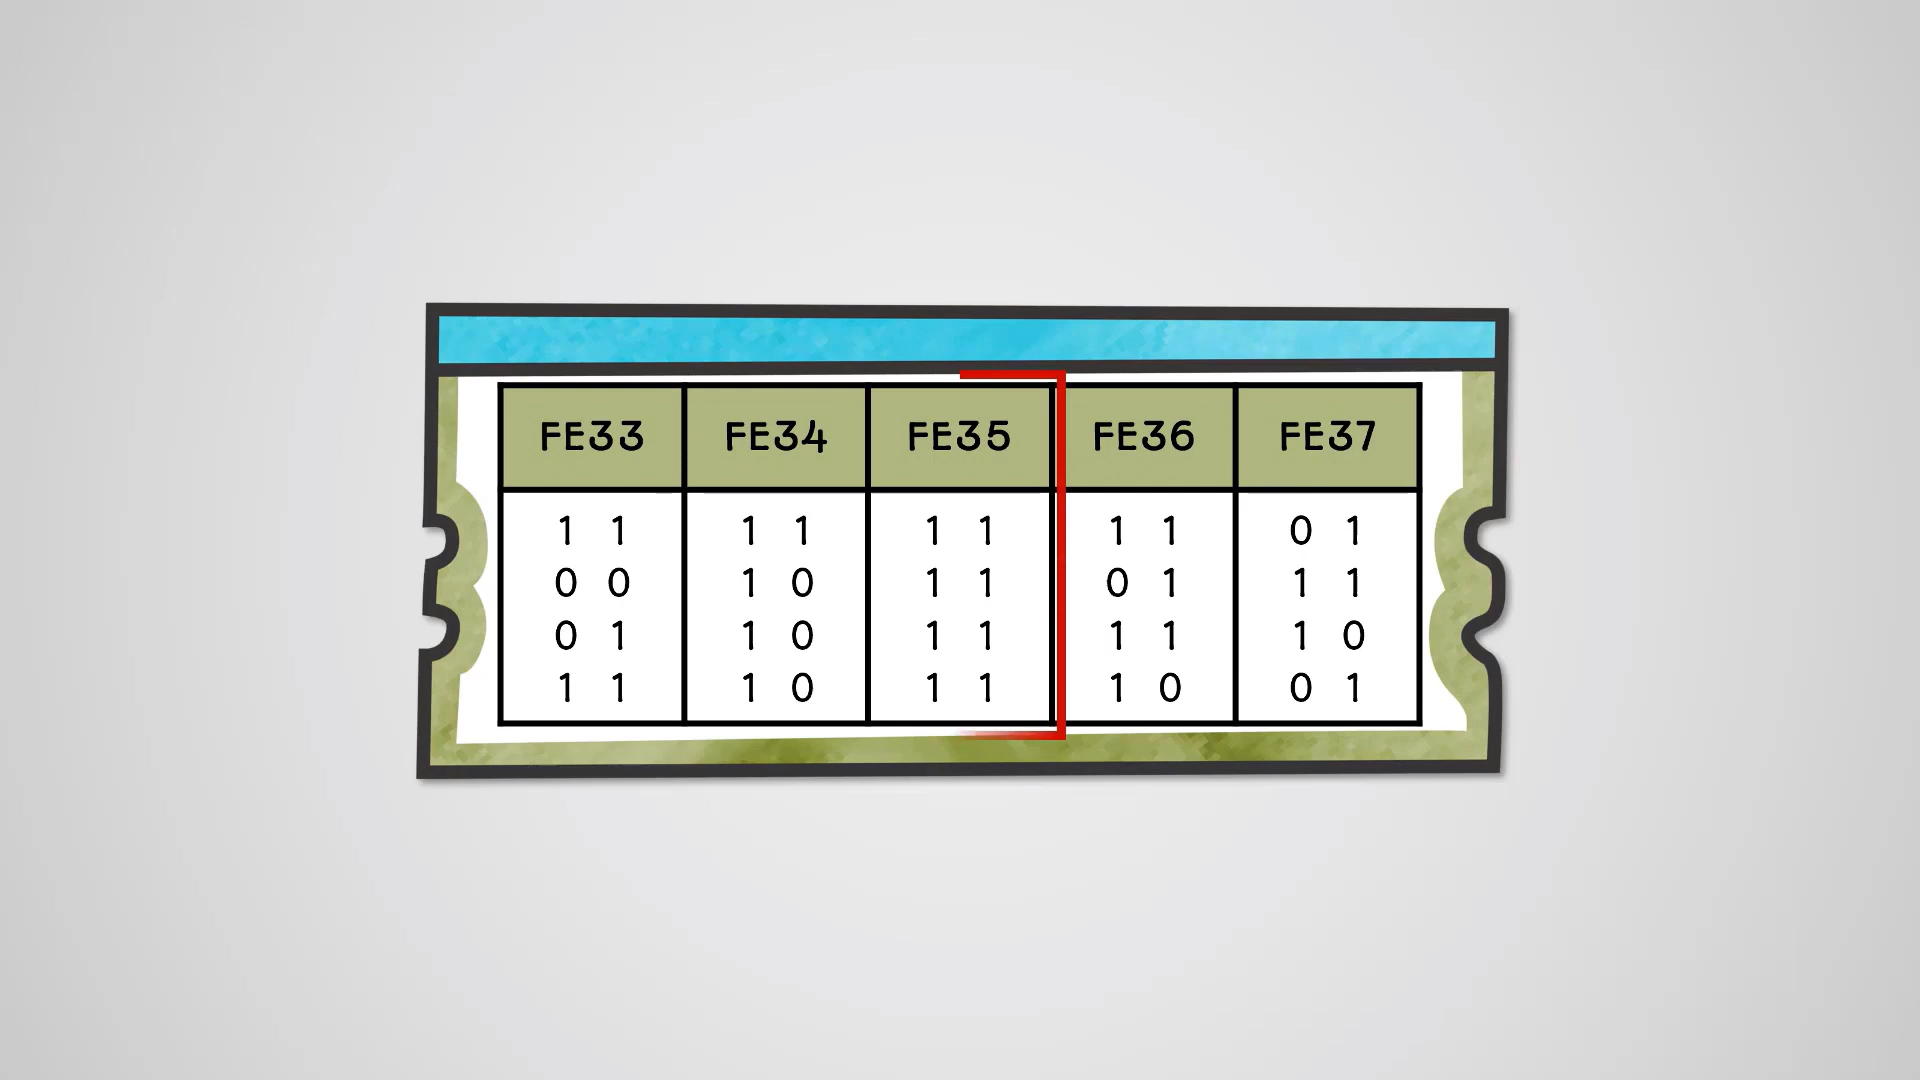 FE33 FE34 FE35 FE36 FE37
1 1 1 1 1 1 1 1 0 1
0 0 1 0 1 1 0 1 1 1
0 1 1 0 1 1 1 1 1 0
1 1 1 0 1 1 1 0 0 1